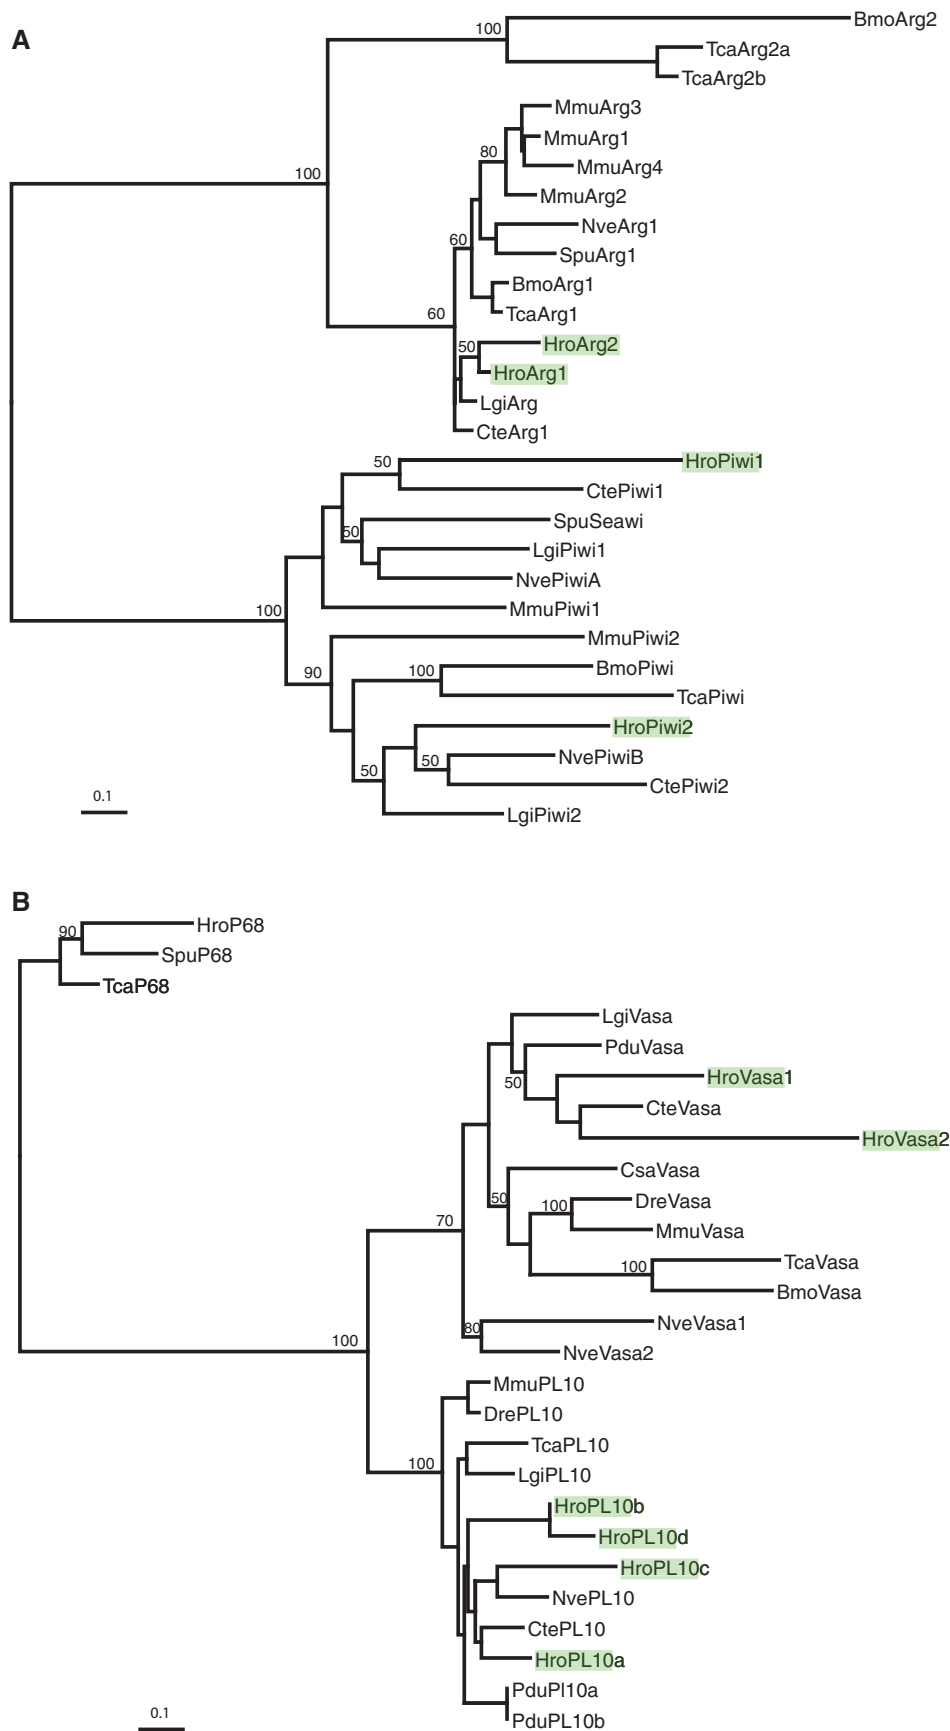 A
100
BmoArg2
TcaArg2a
TcaArg2b
MmuArg3
MmuArg1
80
MmuArg4
100
MmuArg2
NveArg1
60
SpuArg1
BmoArg1
60
TcaArg1
50
HroArg2
HroArg1
LgiArg
CteArg1
50
HroPiwi1
CtePiwi1
SpuSeawi
50
LgiPiwi1
NvePiwiA
100
MmuPiwi1
MmuPiwi2
90
100
BmoPiwi
TcaPiwi
HroPiwi2
NvePiwiB
50
50
CtePiwi2
0.1
LgiPiwi2
B
90
HroP68
SpuP68
TcaP68
LgiVasa
PduVasa
50
HroVasa1
CteVasa
HroVasa2
CsaVasa
50
100
DreVasa
70
MmuVasa
100
TcaVasa
BmoVasa
80
NveVasa1
100
NveVasa2
MmuPL10
DrePL10
TcaPL10
100
LgiPL10
HroPL10b
HroPL10d
HroPL10c
NvePL10
CtePL10
HroPL10a
PduPl10a
0.1
PduPL10b